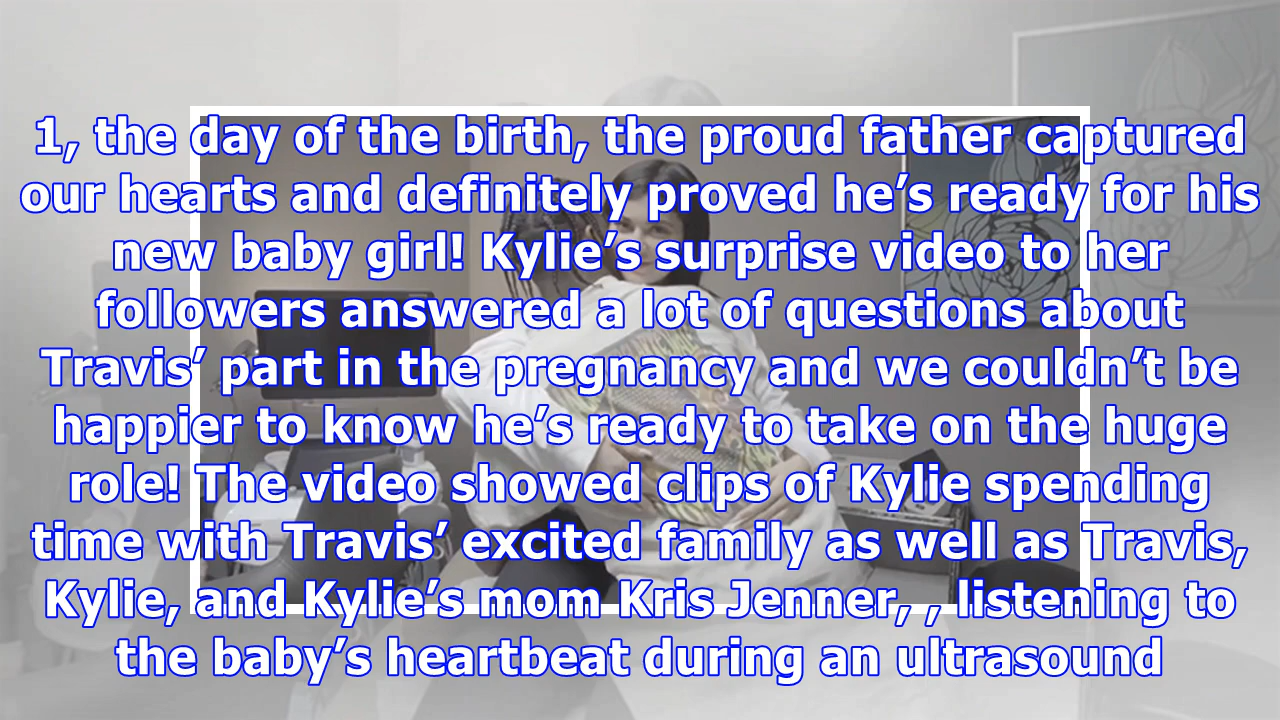 1, the day of the birth, the proud father captured
our hearts and definitely proved he’s ready for his
new baby girl! Kylie’s surprise video to her
followers answered a lot of questions about
Travis’ part in the pregnancy and we couldn’t be
happier to know he’s ready to take on the huge
role! The video showed clips of Kylie spending
time with Travis’ excited family as well as Travis,
Kylie, and Kylie’s mom Kris Jenner, , listening to
the baby’s heartbeat during an ultrasound